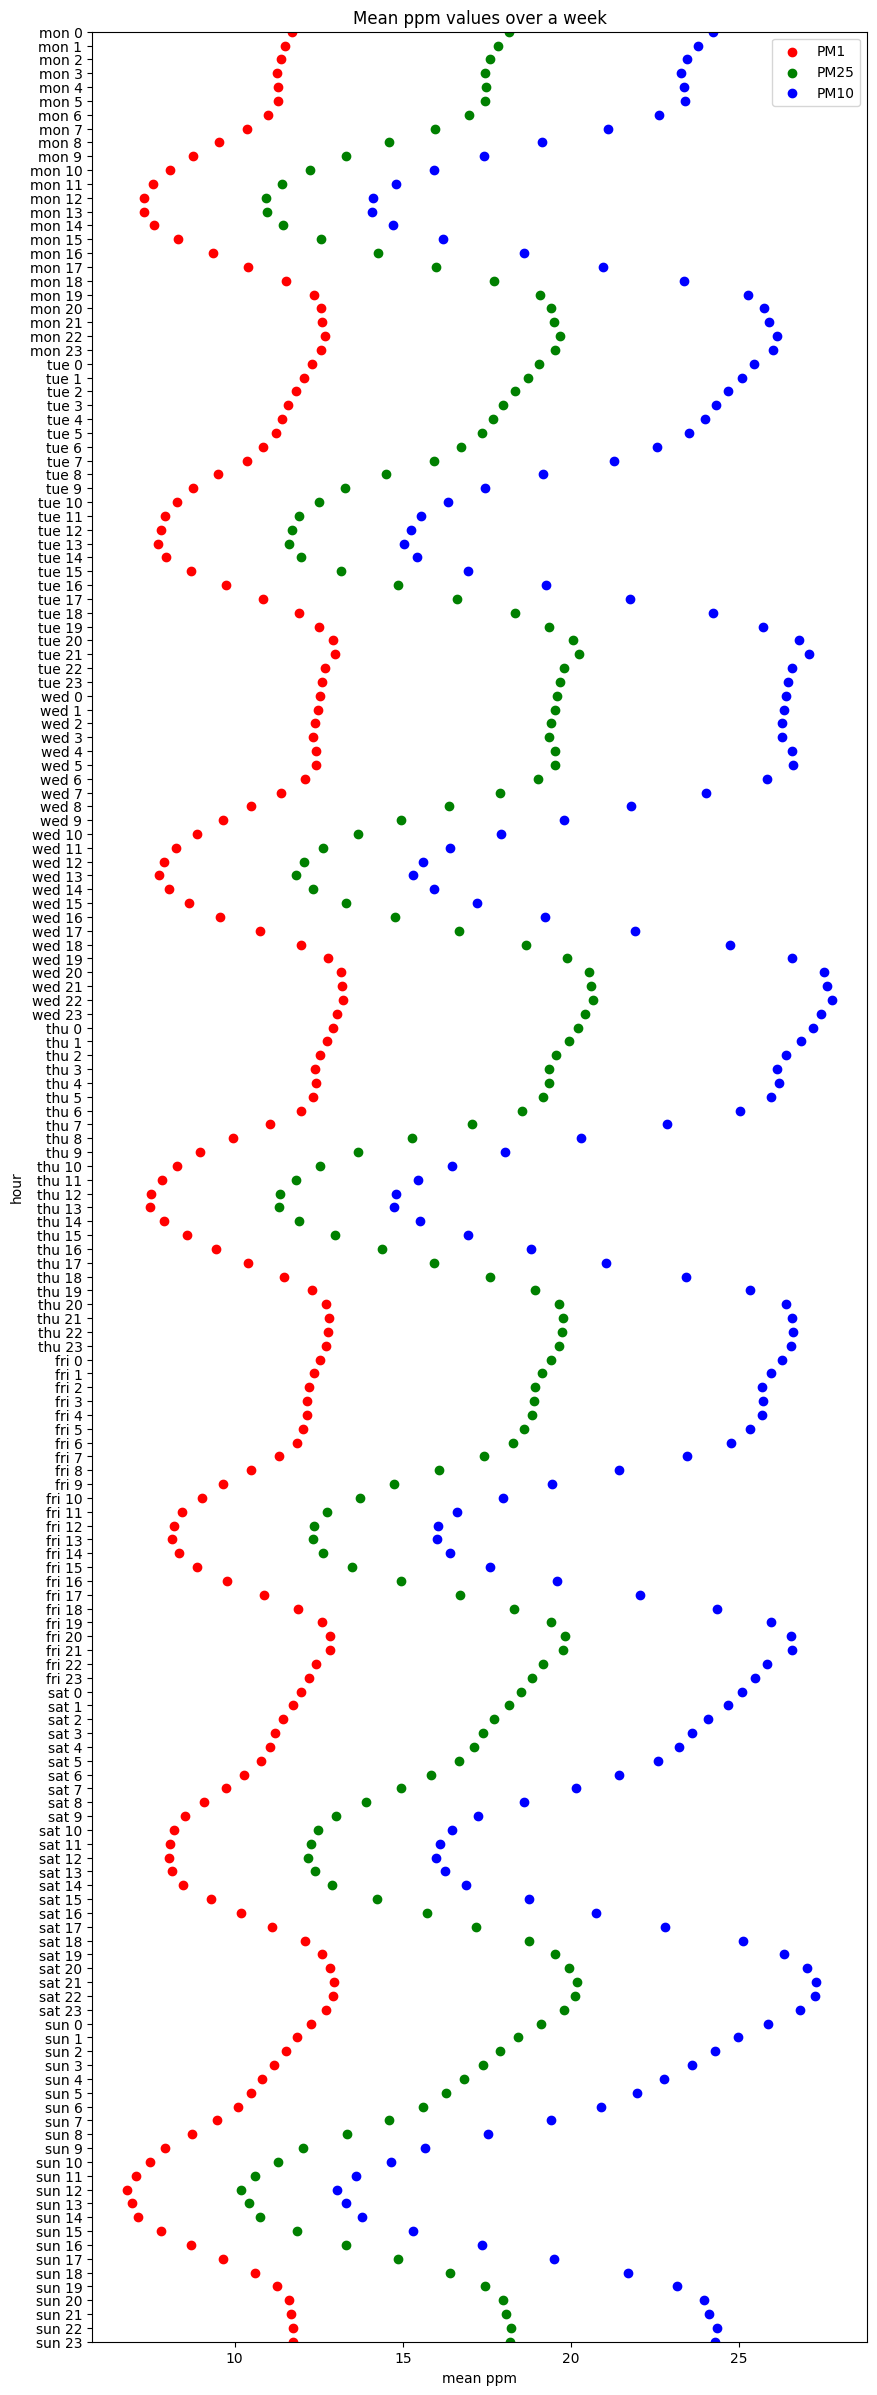 Mean ppm values over a week
PM1
PM25
PM10
mon 0
mon 1
mon 2
mon 3
mon 4
mon 5
mon 6
mon 7
mon 8
mon 9
mon 10
mon 11
mon 12
mon 13
mon 14
mon 15
mon 16
mon 17
mon 18
mon 19
mon 20
mon 21
mon 22
mon 23
tue 0
tue 1
tue 2
tue 3
tue 4
tue 5
tue 6
tue 7
tue 8
tue 9
tue 10
tue 11
tue 12
tue 13
tue 14
tue 15
tue 16
tue 17
tue 18
tue 19
tue 20
tue 21
tue 22
tue 23
wed 0
wed 1
wed 2
wed 3
wed 4
wed 5
wed 6
wed 7
wed 8
wed 9
wed 10
wed 11
wed 12
wed 13
wed 14
wed 15
wed 16
wed 17
wed 18
wed 19
wed 20
wed 21
wed 22
wed 23
thu 0
thu 1
thu 2
thu 3
thu 4
thu 5
thu 6
thu 7
thu 8
thu 9
thu 10
thu 11
thu 12
thu 13
thu 14
thu 15
thu 16
thu 17
thu 18
thu 19
thu 20
thu 21
thu 22
thu 23
fri 0
fri 1
fri 2
fri 3
fri 4
fri 5
fri 6
fri 7
fri 8
fri 9
fri 10
fri 11
fri 12
fri 13
fri 14
fri 15
fri 16
fri 17
fri 18
fri 19
fri 20
fri 21
fri 22
fri 23
sat 0
sat 1
sat 2
sat 3
sat 4
sat 5
sat 6
sat 7
sat 8
sat 9
sat 10
sat 11
sat 12
sat 13
sat 14
sat 15
sat 16
sat 17
sat 18
sat 19
sat 20
sat 21
sat 22
sat 23
sun 0
sun 1
sun 2
sun 3
sun 4
sun 5
sun 6
sun 7
sun 8
sun 9
sun 10
sun 11
sun 12
sun 13
sun 14
sun 15
sun 16
sun 17
sun 18
sun 19
sun 20
sun 21
sun 22
sun 23
hour
10
15
20
25
mean ppm